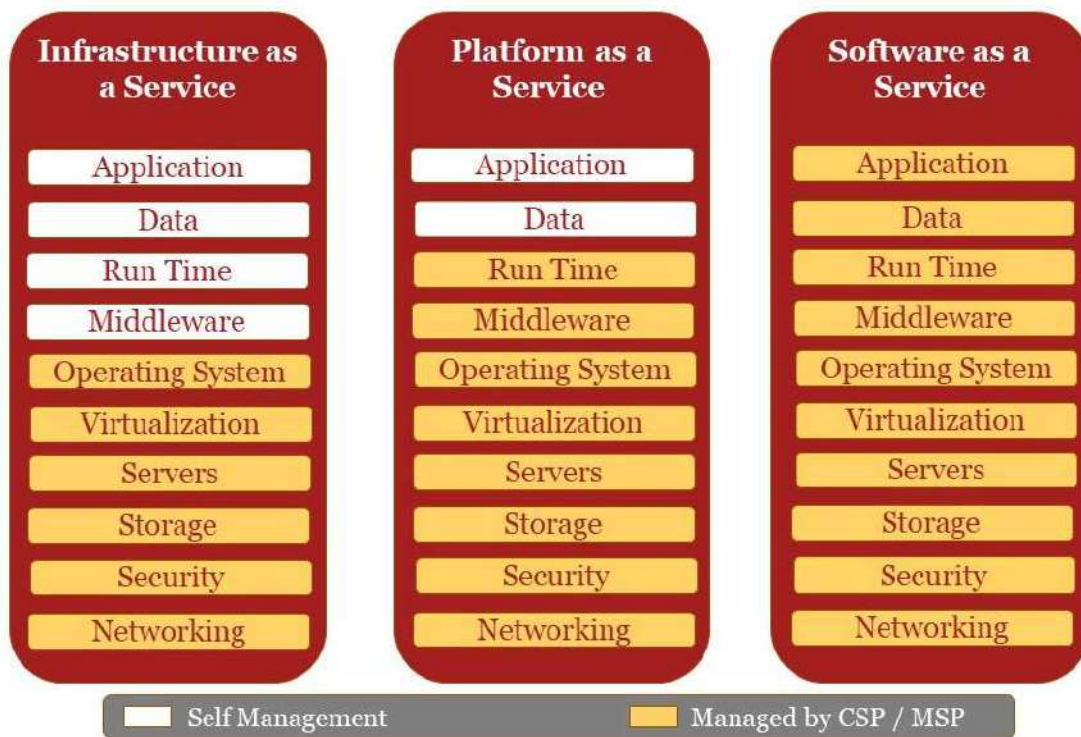 Infrastructure as
a Service
Application
Data
Run Time
Middleware
Operating System
Virtualization
Servers
Storage
Security
Networking
Platform as a
Service
Application
Data
Run Time
Middleware
Operating System
Virtualization
Servers
Storage
Security
Networking
Software as a
Service
Application
Data
Run Time
Middleware
Operating System
Virtualization
Servers
Storage
Security
Networking
Self Management
Managed by CSP / MSP